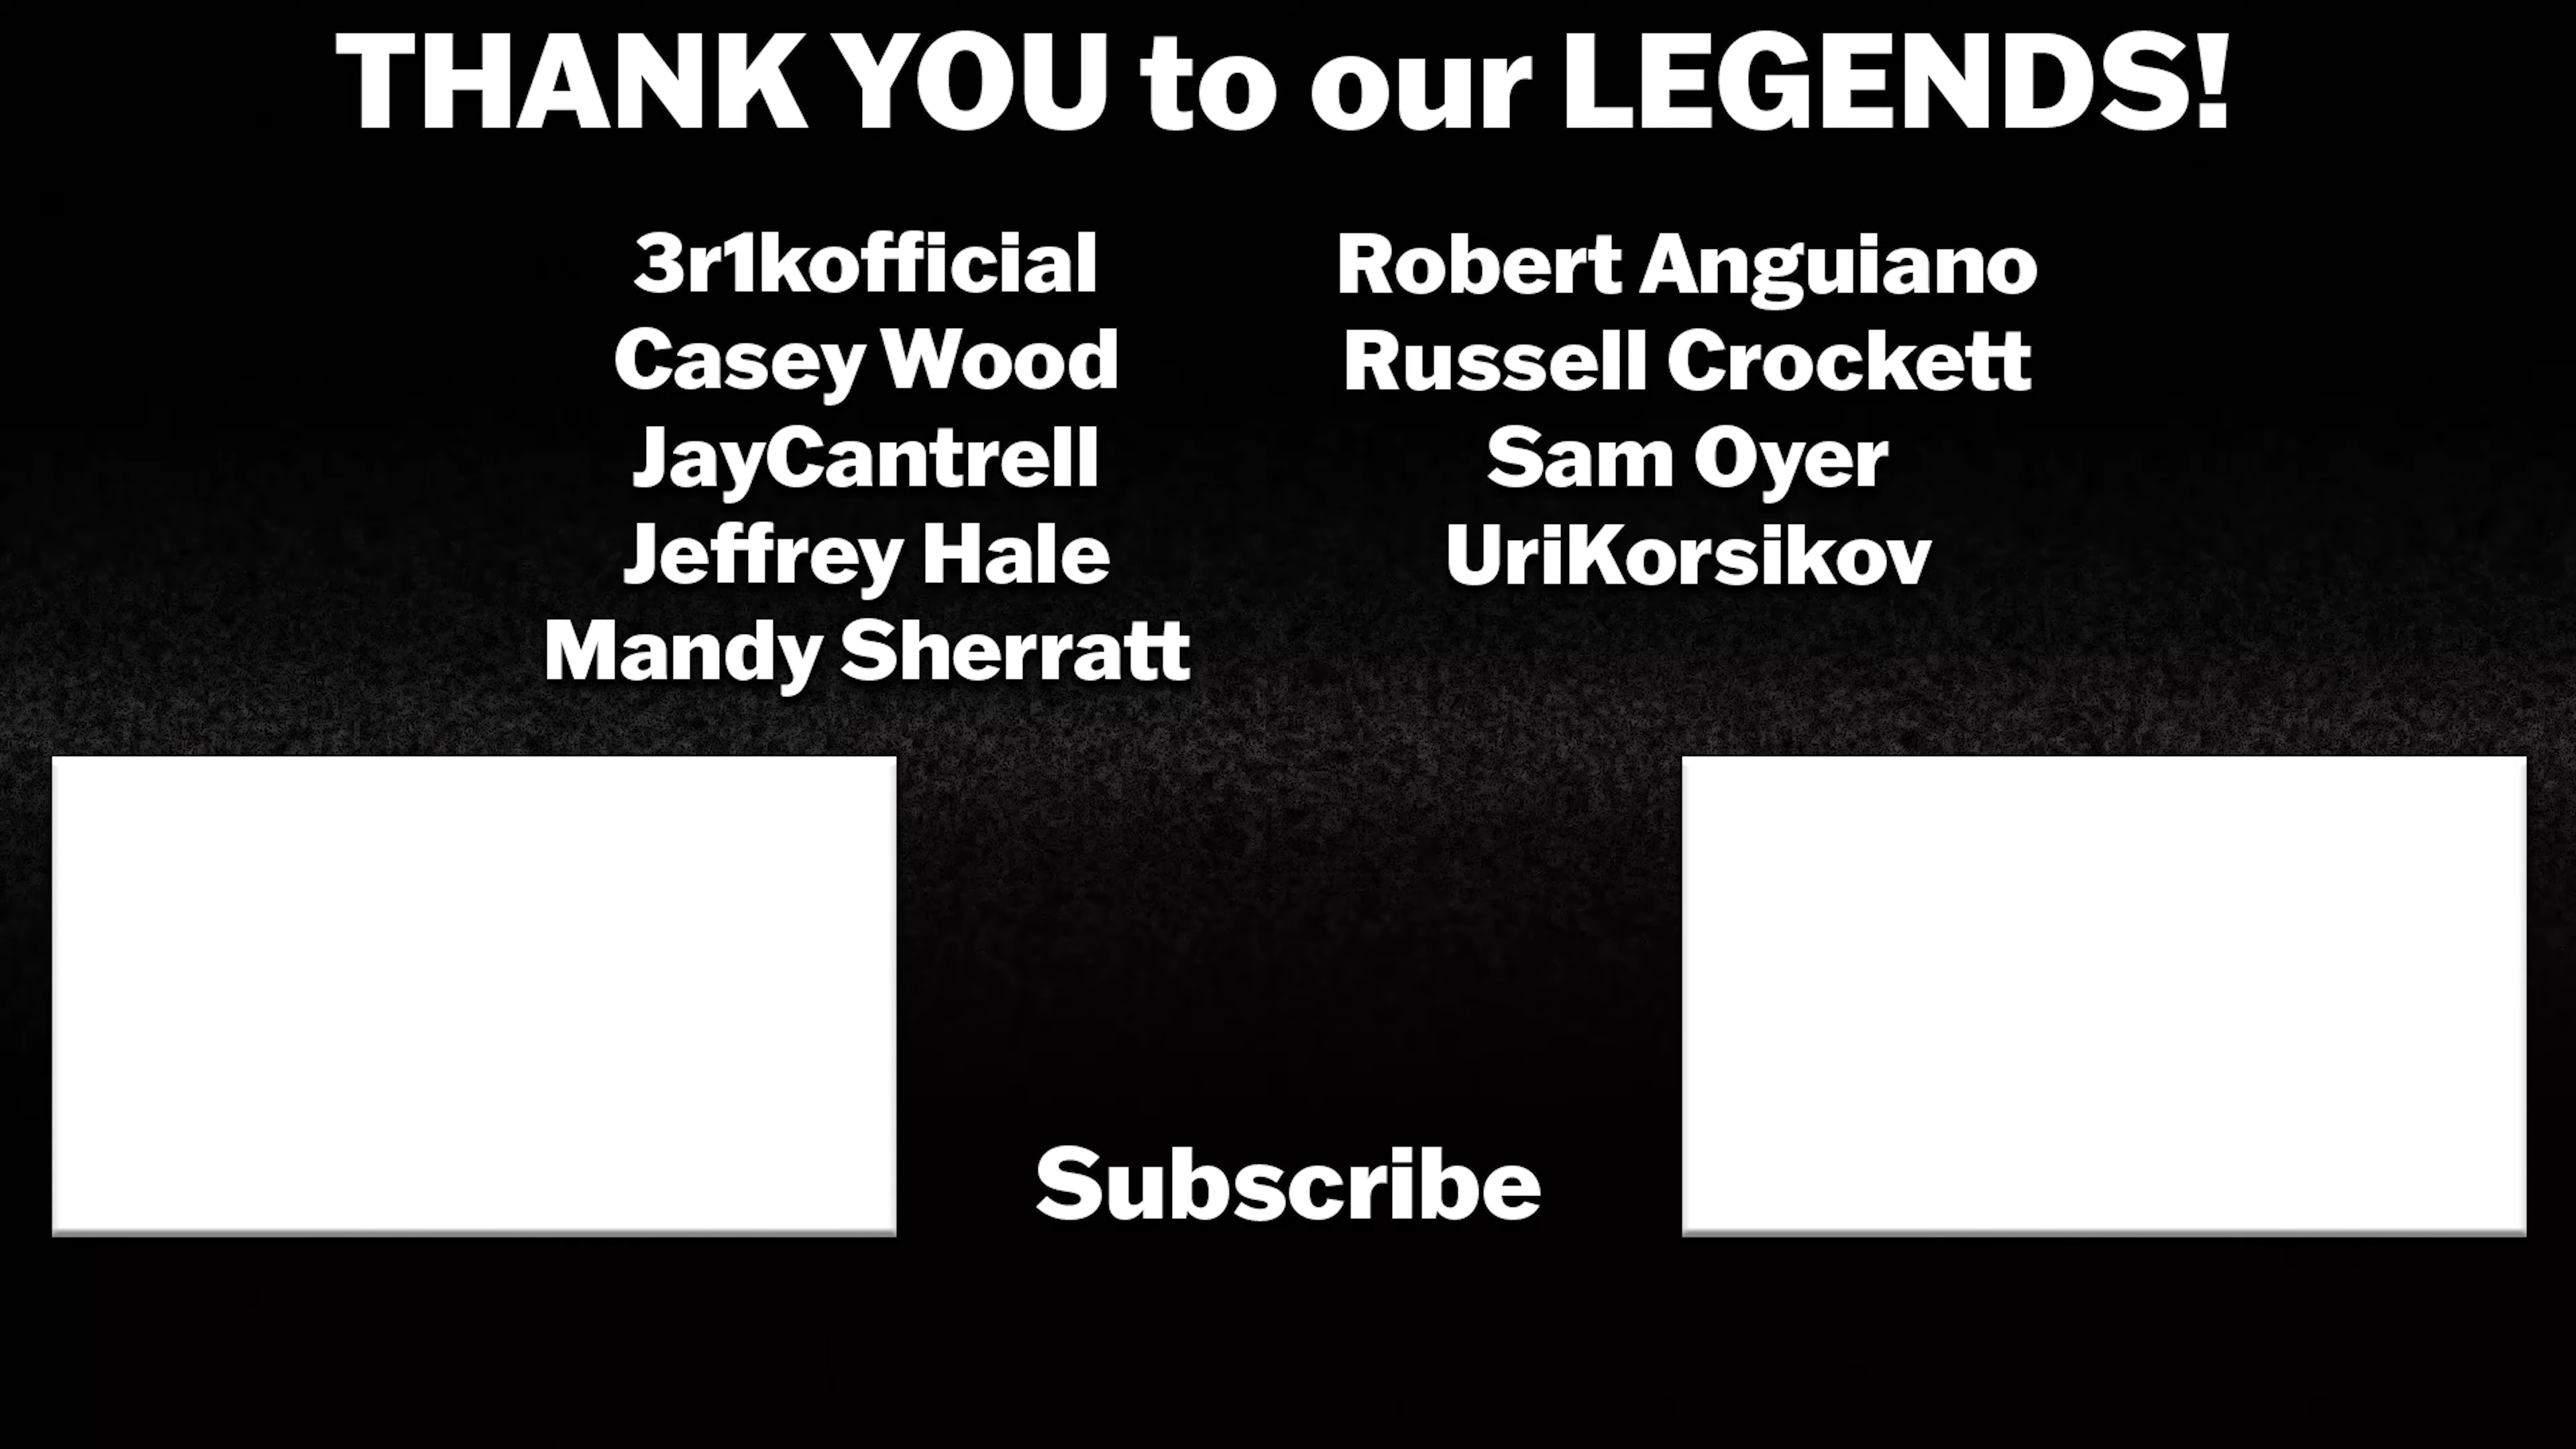 THANK YOU to our LEGENDS!
3r1kofficial
Casey Wood
JayCantrell
Jeffrey Hale
Mandy Sherratt
Robert Anguiano
Russell Crockett
Sam Oyer
UriKorsikov
Subscribe